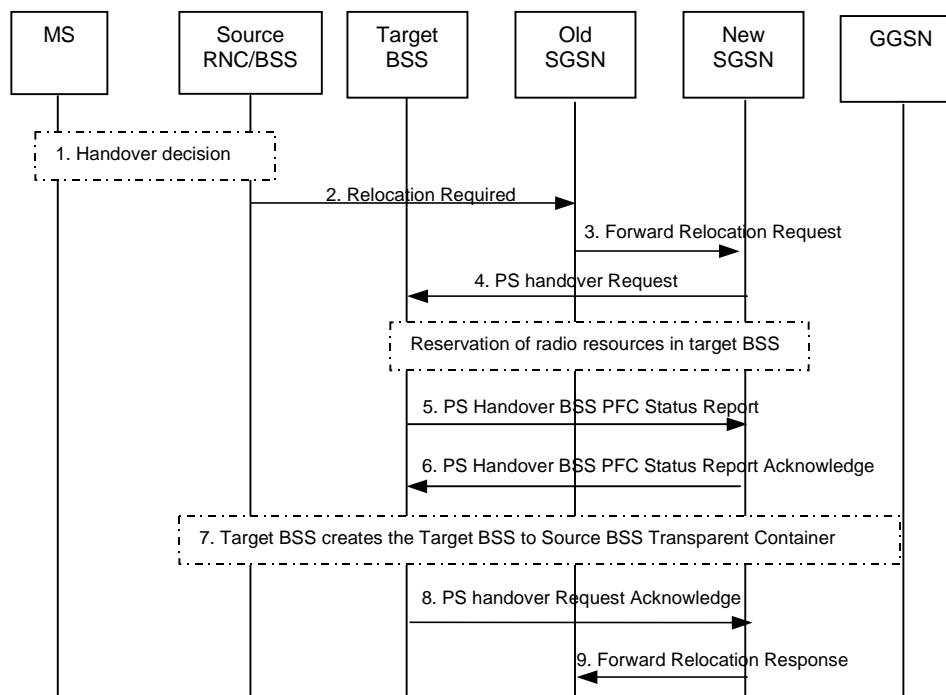 MS
Source
RNC/BSS
Target
BSS
Old
SGSN
New
SGSN
GGSN
1. Handover decision
2. Relocation Required
3. Forward Relocation Request
4. PS handover Request
Reservation of radio resources in target BSS
5. PS Handover BSS PFC Status Report
6. PS Handover BSS PFC Status Report Acknowledge
7. Target BSS creates the Target BSS to Source BSS Transparent Container
8. PS handover Request Acknowledge
9. Forward Relocation Response